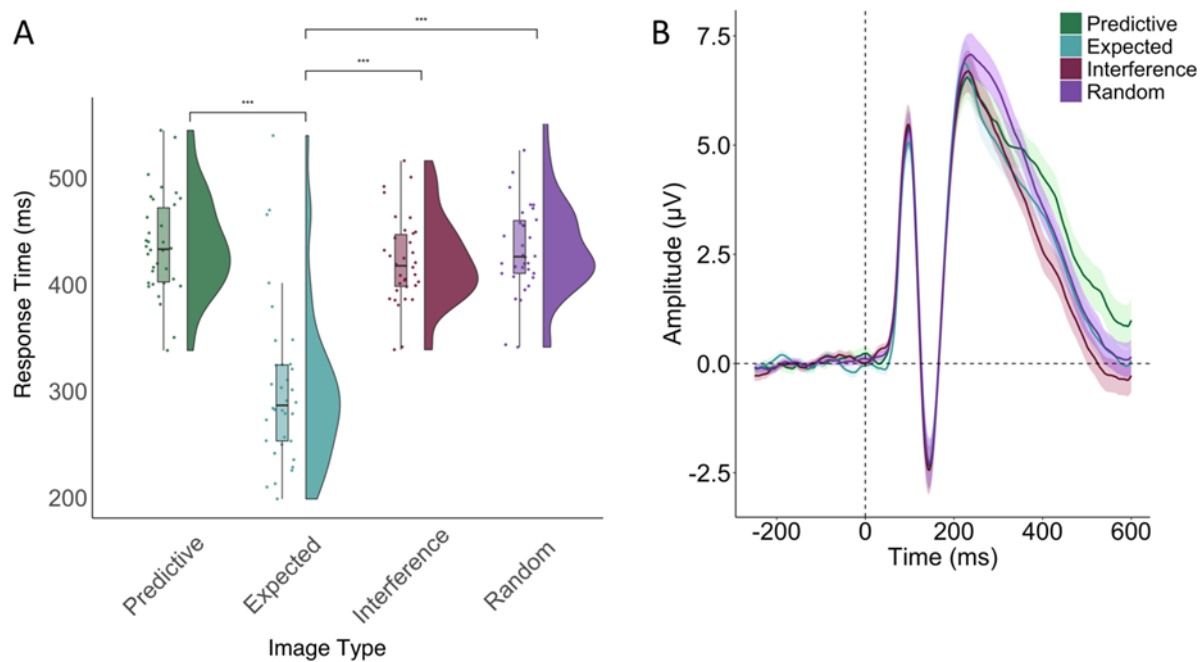 A
***
***
***
Response Time (ms)
500
400
300
200
Predictive
Expected
Interference
Random
Image Type
B
Predictive
Expected
Interference
Random
Amplitude (µV)
7.5
5.0
2.5
0.0
-2.5
-200
0
200
400
600
Time (ms)